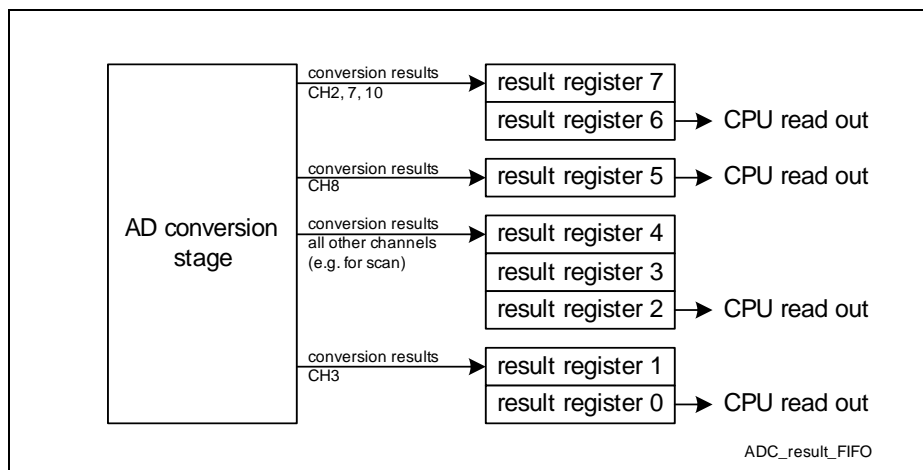 conversion results
CH2, 7, 10
result register 7
result register 6
CPU read out
conversion results
CH8
result register 5
CPU read out
AD conversion
stage
conversion results
all other channels
(e.g. for scan)
result register 4
result register 3
result register 2
CPU read out
conversion results
CH3
result register 1
result register 0
CPU read out
ADC_result_FIFO